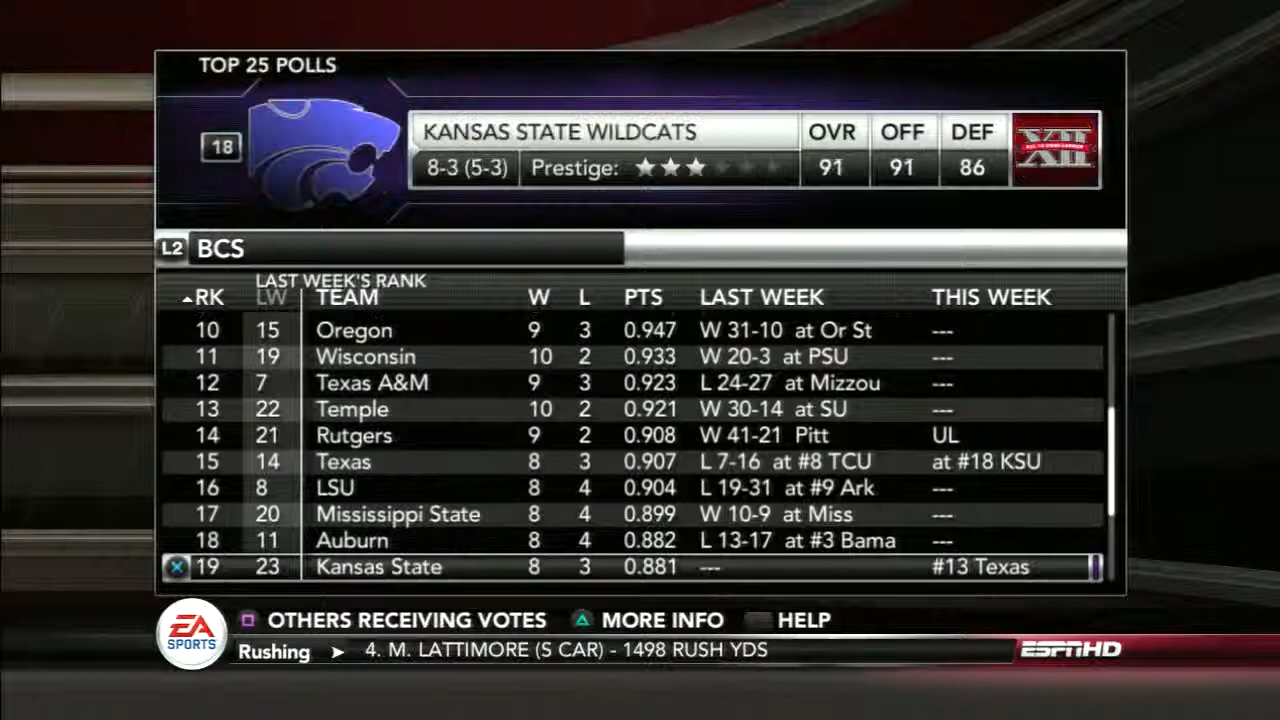 TOP 25 POLLS
18
KANSAS STATE WILDCATS OVR OFF DEF
8-3 (5-3) Prestige: 91 91 86
XII
L2 BCS
LAST WEEK'S RANK
RK LW TEAM W L PTS LAST WEEK THIS WEEK
10 15 Oregon 9 3 0.947 W 31-10 at Or St ---
11 19 Wisconsin 10 2 0.933 W 20-3 at PSU ---
12 7 Texas A&M 9 3 0.923 L 24-27 at Mizzou ---
13 22 Temple 10 2 0.921 W 30-14 at SU ---
14 21 Rutgers 9 2 0.908 W 41-21 Pitt UL
15 14 Texas 8 3 0.907 L 7-16 at #8 TCU at #18 KSU
16 8 LSU 8 4 0.904 L 19-31 at #9 Ark ---
17 20 Mississippi State 8 4 0.899 W 10-9 at Miss ---
18 11 Auburn 8 4 0.882 L 13-17 at #3 Bama ---
19 23 Kansas State 8 3 0.881 --- #13 Texas
OTHERS RECEIVING VOTES MORE INFO HELP
EA SPORTS
Rushing 4. M. LATTIMORE (S CAR) - 1498 RUSH YDS
ESPNHD